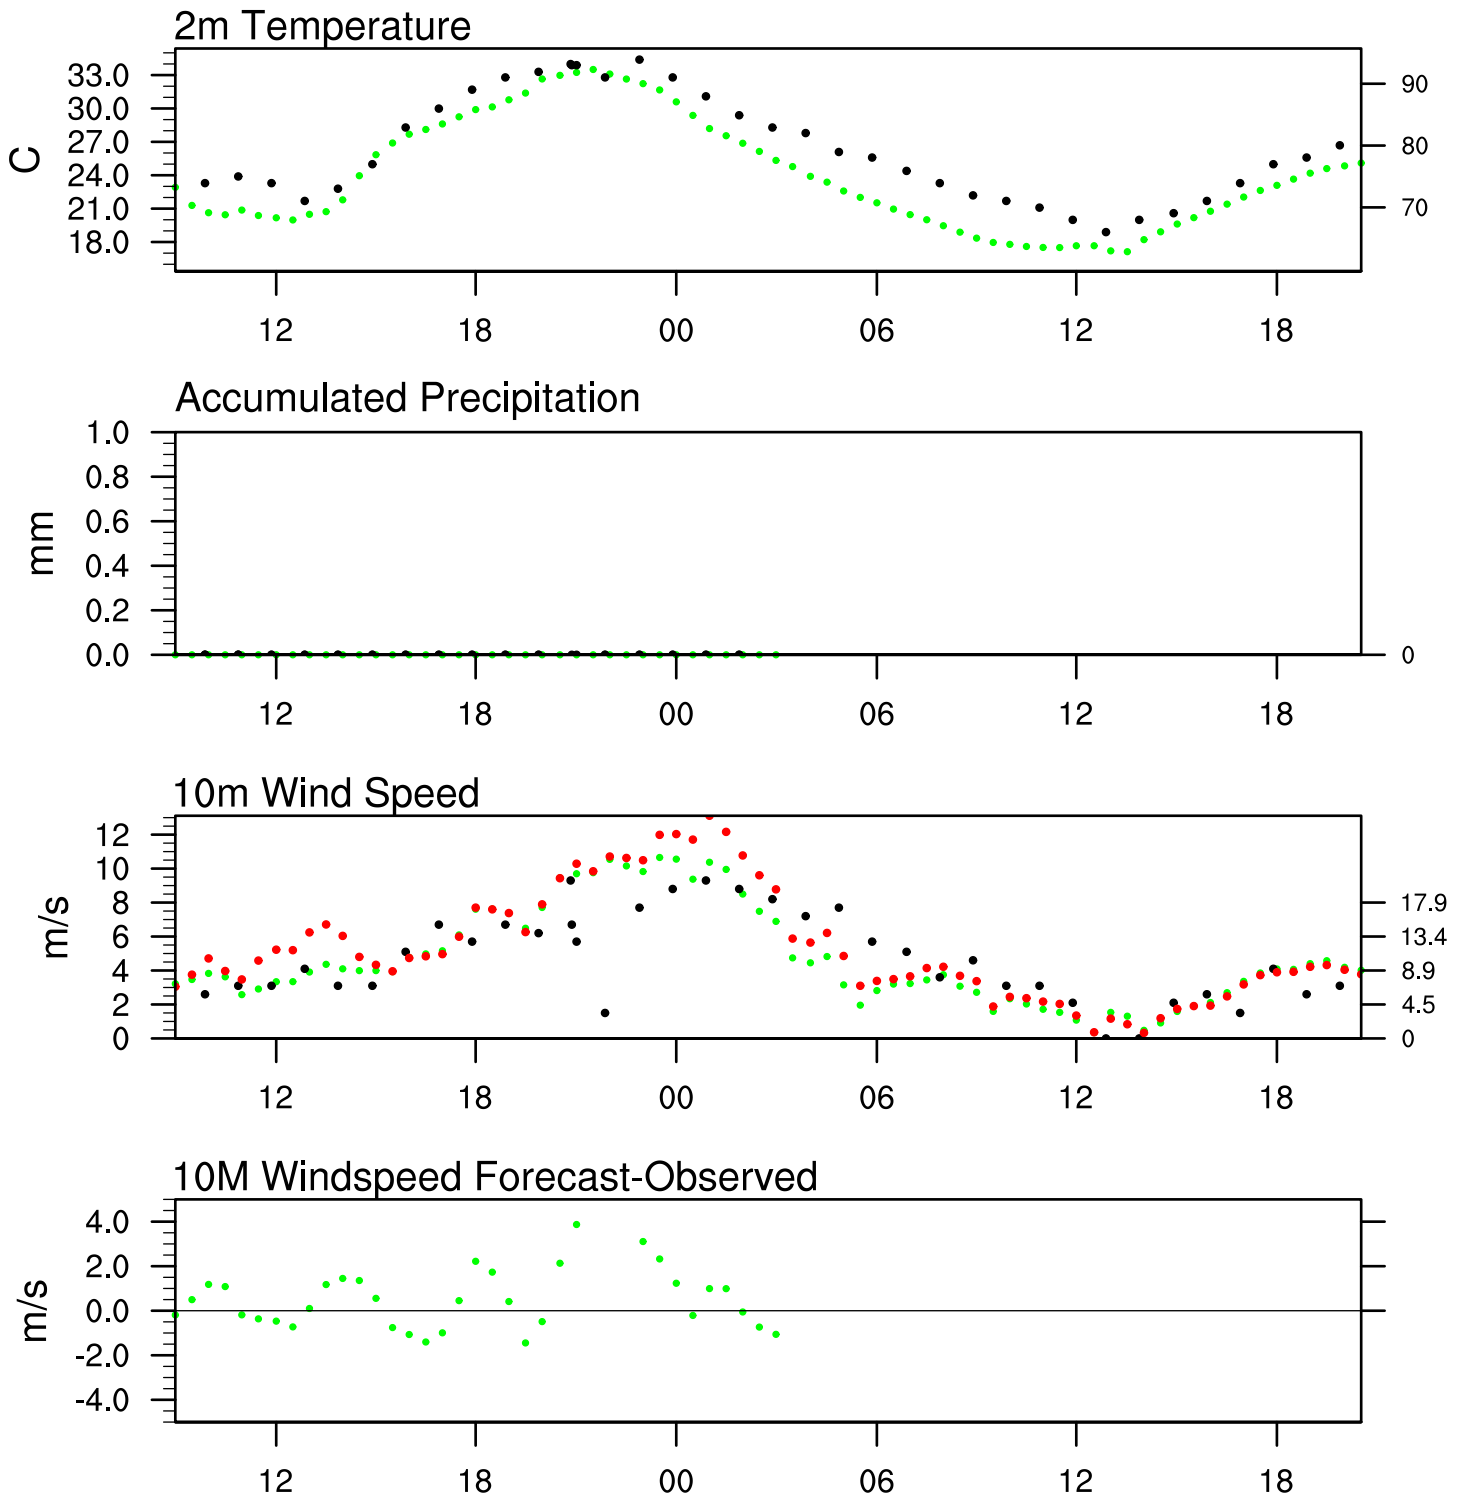 2m Temperature
33.0
30.0
27.0
24.0
21.0
18.0
C
90
80
70
12 18 00 06 12 18
Accumulated Precipitation
1.0
0.8
0.6
0.4
0.2
0.0
mm
0
12 18 00 06 12 18
10m Wind Speed
12
10
8
6
4
2
0
m/s
17.9
13.4
8.9
4.5
0
12 18 00 06 12 18
10M Windspeed Forecast-Observed
4.0
2.0
0.0
-2.0
-4.0
m/s
12 18 00 06 12 18